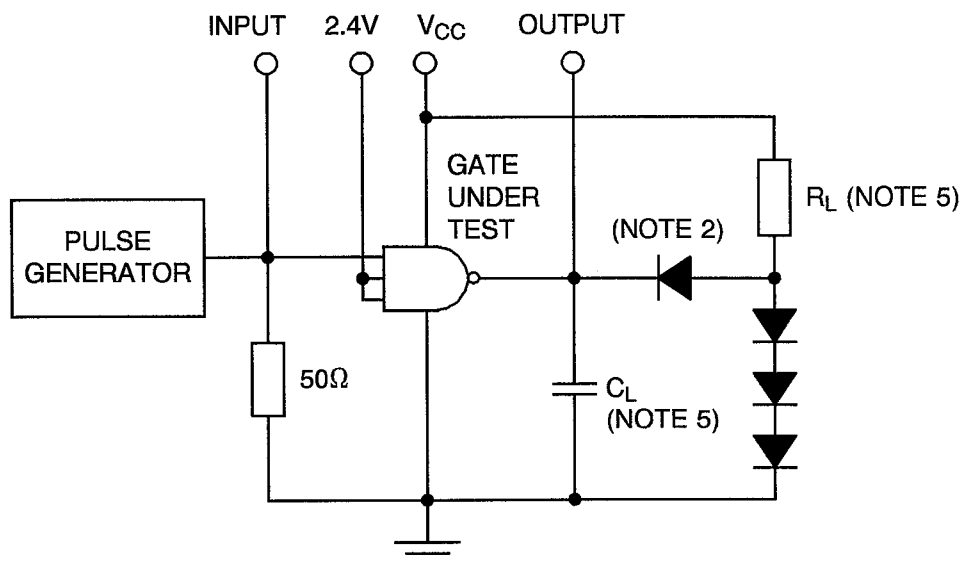 INPUT
2.4V
VCC
OUTPUT
GATE
UNDER
TEST
RL (NOTE 5)
(NOTE 2)
PULSE
GENERATOR
50Ω
CL
(NOTE 5)